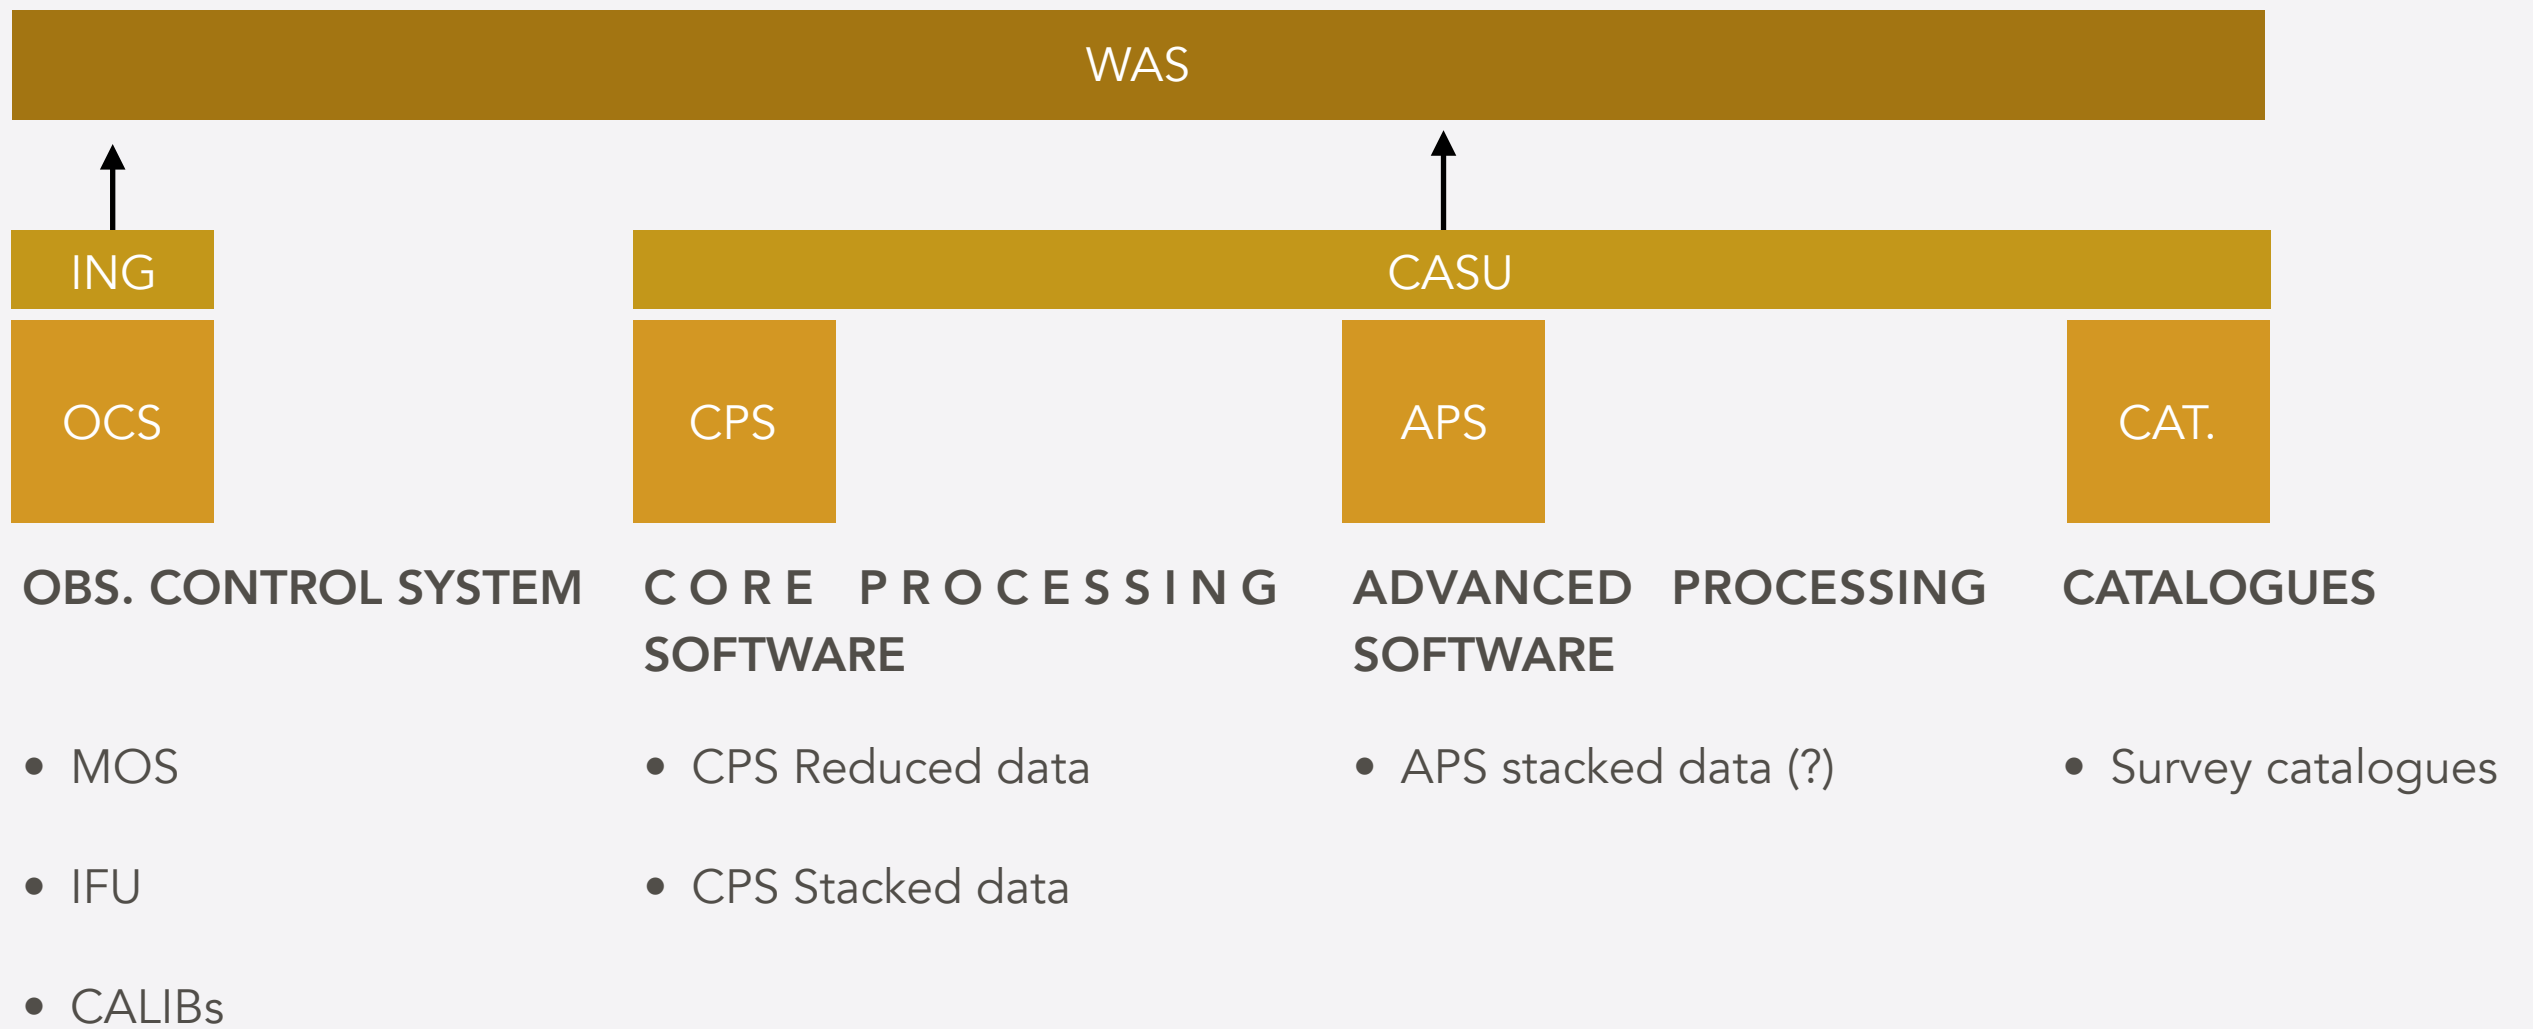 WAS
ING
CASU
OCS
CPS
APS
CAT.
OBS. CONTROL SYSTEM
• MOS
• IFU
• CALIBs
CORE PROCESSING
SOFTWARE
• CPS Reduced data
• CPS Stacked data
ADVANCED PROCESSING
SOFTWARE
• APS stacked data (?)
CATALOGUES
• Survey catalogues